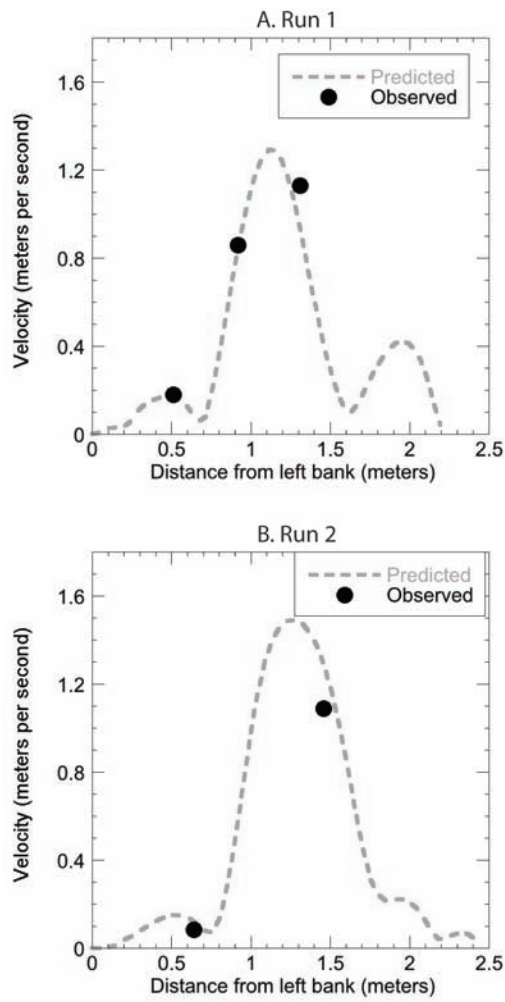 A. Run 1
Predicted
Observed
Velocity (meters per second)
1.6
1.2
0.8
0.4
0
0 0.5 1 1.5 2 2.5
Distance from left bank (meters)
B. Run 2
Predicted
Observed
Velocity (meters per second)
1.6
1.2
0.8
0.4
0
0 0.5 1 1.5 2 2.5
Distance from left bank (meters)